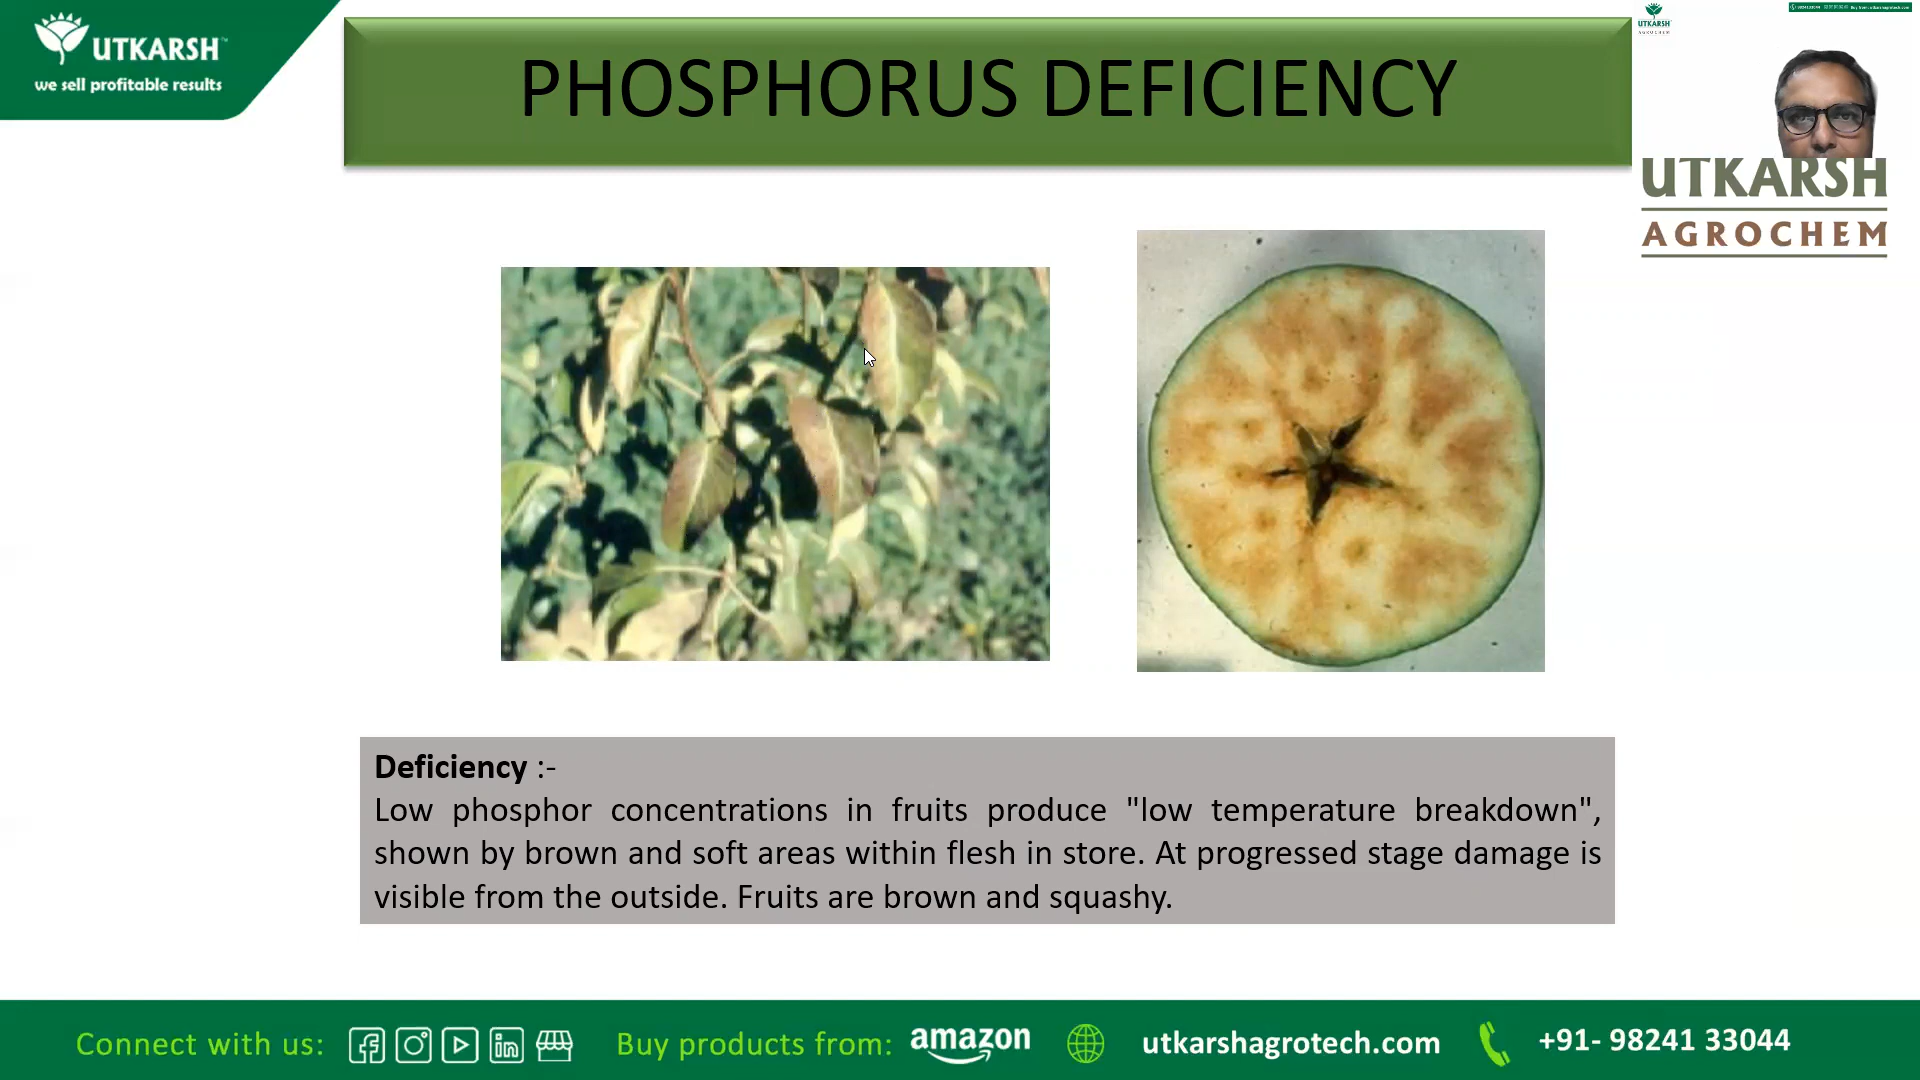 UTKARSH™
we sell profitable results
PHOSPHORUS DEFICIENCY
UTKARSH
AGROCHEM
UTKARSH
AGROCHEM
Deficiency :-
Low phosphor concentrations in fruits produce "low temperature breakdown",
shown by brown and soft areas within flesh in store. At progressed stage damage is
visible from the outside. Fruits are brown and squashy.
Connect with us:
Buy products from: amazon
utkarshagrotech.com
+91- 98241 33044